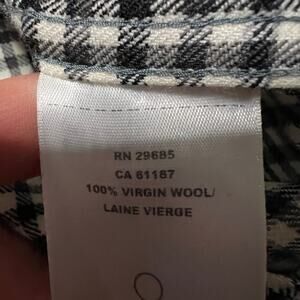 RN 29685
CA 61187
100% VIRGIN WOOL/
LAINE VIERGE